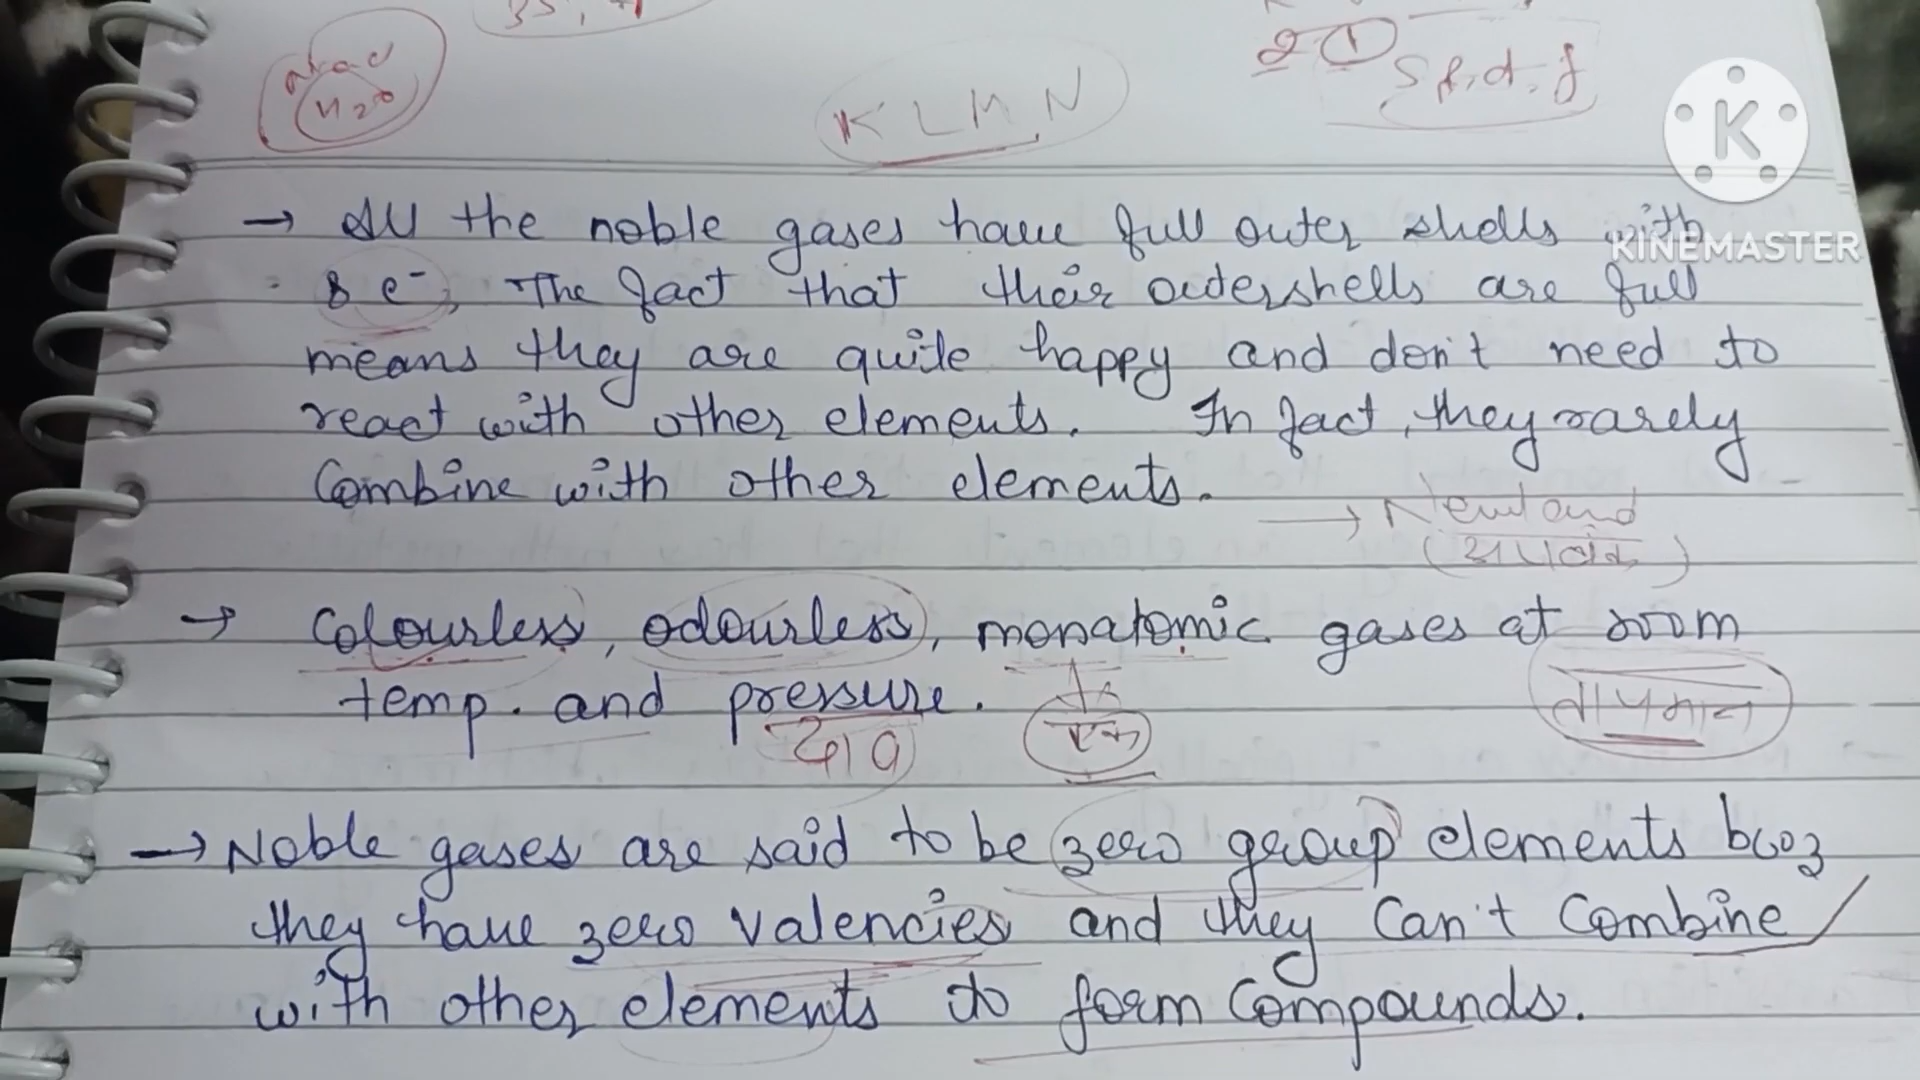 H2O
K L M N
s p, d, f
KINEMASTER
→ All the noble gases have full outer shells with
8 e-, The fact that their outershells are full
means they are quite happy and don't need to
react with other elements. In fact, they rarely
Combine with other elements.
→ Newland
→ Colourless, odourless, monatomic gases at room
temp. and pressure.
दाब
एक
तापमान
→ Noble gases are said to be zero group elements bcoz
they have zero valencies and they Can't Combine
with other elements to form Compounds.